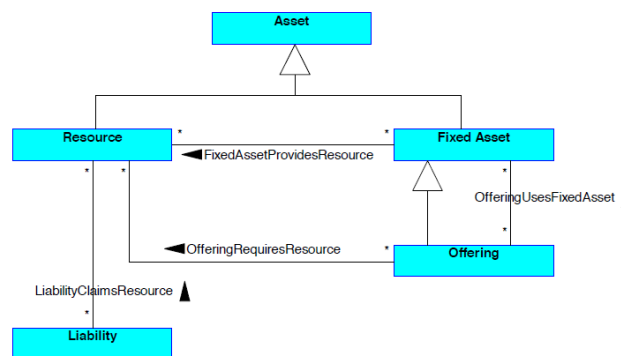 Asset
*
*
Resource
Fixed Asset
FixedAssetProvidesResource
*
*
*
OfferingUsesFixedAsset
*
OfferingRequiresResource
*
Offering
LiabilityClaimsResource
*
Liability